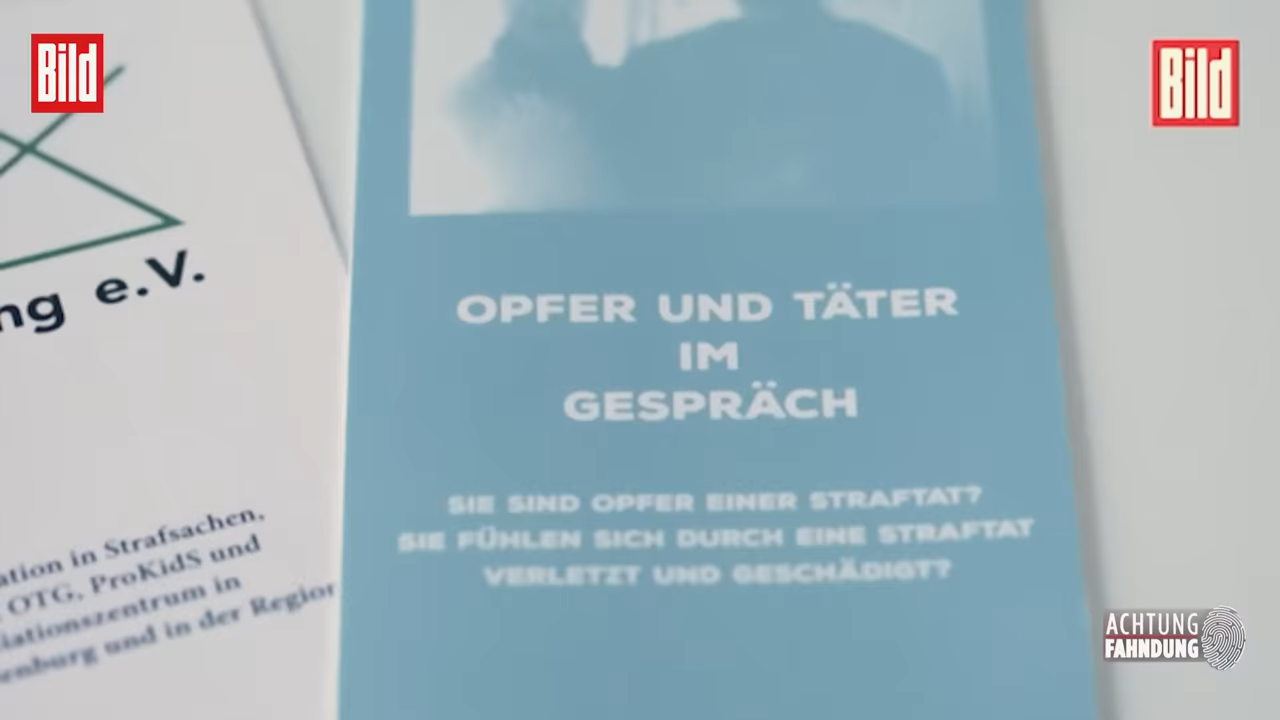 Bild
Bild
ng e.V.
OPFER UND TÄTER
IM
GESPRÄCH
SIE SIND OPFER EINER STRAFTAT?
SIE FÜHLEN SICH DURCH EINE STRAFTAT
VERLETZT UND GESCHÄDIGT?
ation in Strafsachen,
OTG, ProKidS und
iationszentrum in
enburg und in der Region
ACHTUNG
FAHNDUNG